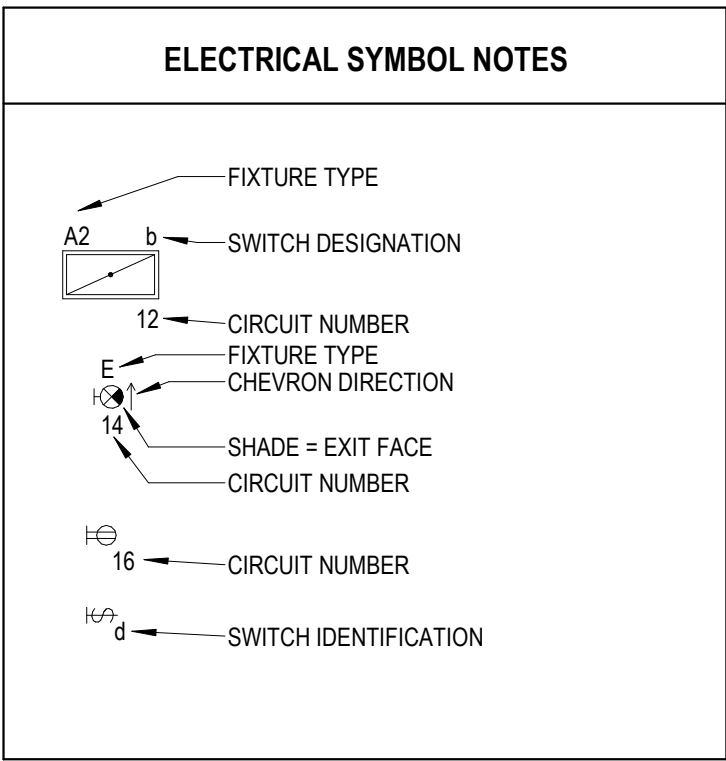 ELECTRICAL SYMBOL NOTES
FIXTURE TYPE
A2 b SWITCH DESIGNATION
12 CIRCUIT NUMBER
FIXTURE TYPE
E
CHEVRON DIRECTION
14
SHADE = EXIT FACE
CIRCUIT NUMBER
16 CIRCUIT NUMBER
d SWITCH IDENTIFICATION